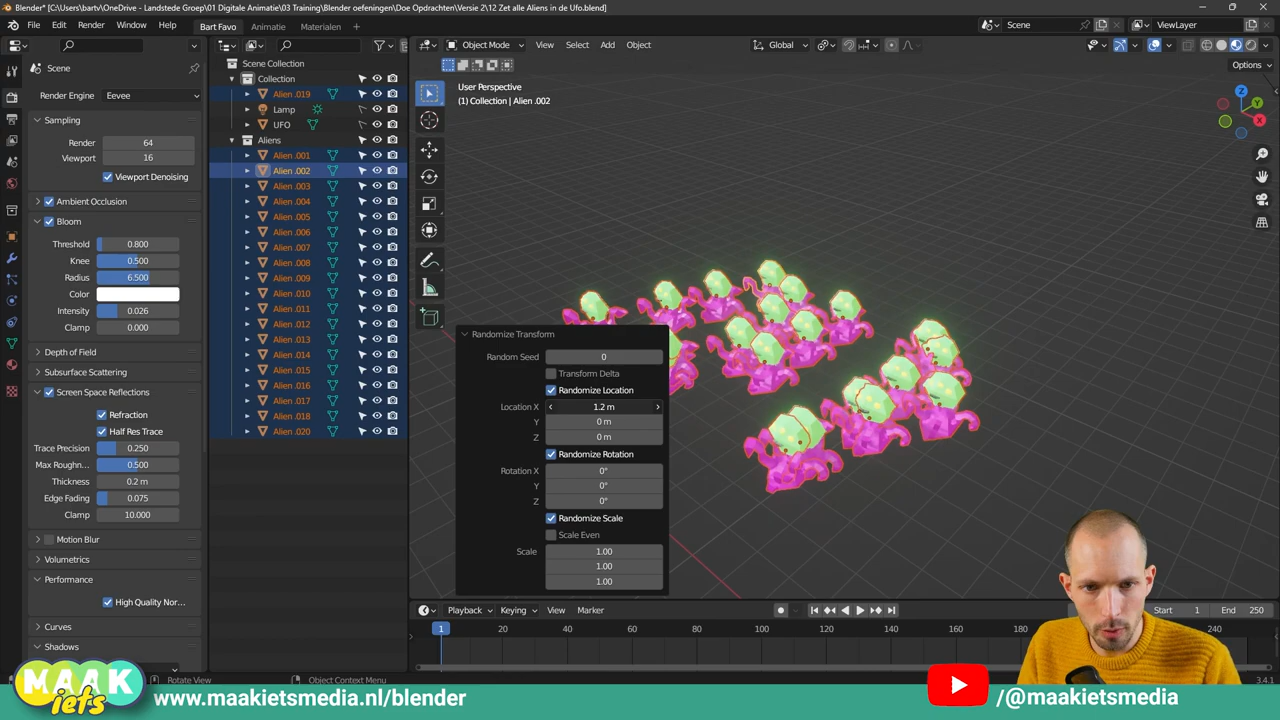 Blender* [C:\Users\bartv\OneDrive - Landstede Groep\01 Digitale Animatie\03 Training\Blender oefeningen\Doe Opdrachten\Versie 2\12 Zet alle Aliens in de Ufo.blend]
File Edit Render Window Help Bart Favo Animatie Materialen Scene ViewLayer
Object Mode View Select Add Object Global
Options
Scene
Render Engine Eevee
Sampling
Render 64
Viewport 16
Viewport Denoising
Ambient Occlusion
Bloom
Threshold 0.800
Knee 0.500
Radius 6.500
Color
Intensity 0.026
Clamp 0.000
Depth of Field
Subsurface Scattering
Screen Space Reflections
Refraction
Half Res Trace
Trace Precision 0.250
Max Roughn... 0.500
Thickness 0.2 m
Edge Fading 0.075
Clamp 10.000
Motion Blur
Volumetrics
Performance
High Quality Nor...
Curves
Shadows
Scene Collection
Collection
Alien .019
Lamp
UFO
Aliens
Alien .001
Alien .002
Alien .003
Alien .004
Alien .005
Alien .006
Alien .007
Alien .008
Alien .009
Alien .010
Alien .011
Alien .012
Alien .013
Alien .014
Alien .015
Alien .016
Alien .017
Alien .018
Alien .020
User Perspective
(1) Collection | Alien .002
Z
Y
X
Randomize Transform
Random Seed 0
Transform Delta
Randomize Location
Location X 1.2 m
Y 0 m
Z 0 m
Randomize Rotation
Rotation X 0°
Y 0°
Z 0°
Randomize Scale
Scale Even
Scale 1.00
1.00
1.00
Playback Keying View Marker Start 1 End 250
1 20 40 60 80 100 120 140 160 180 240
Rotate View Object Context Menu 3.4.1
MAAK
iets
www.maakietsmedia.nl/blender
/@maakietsmedia